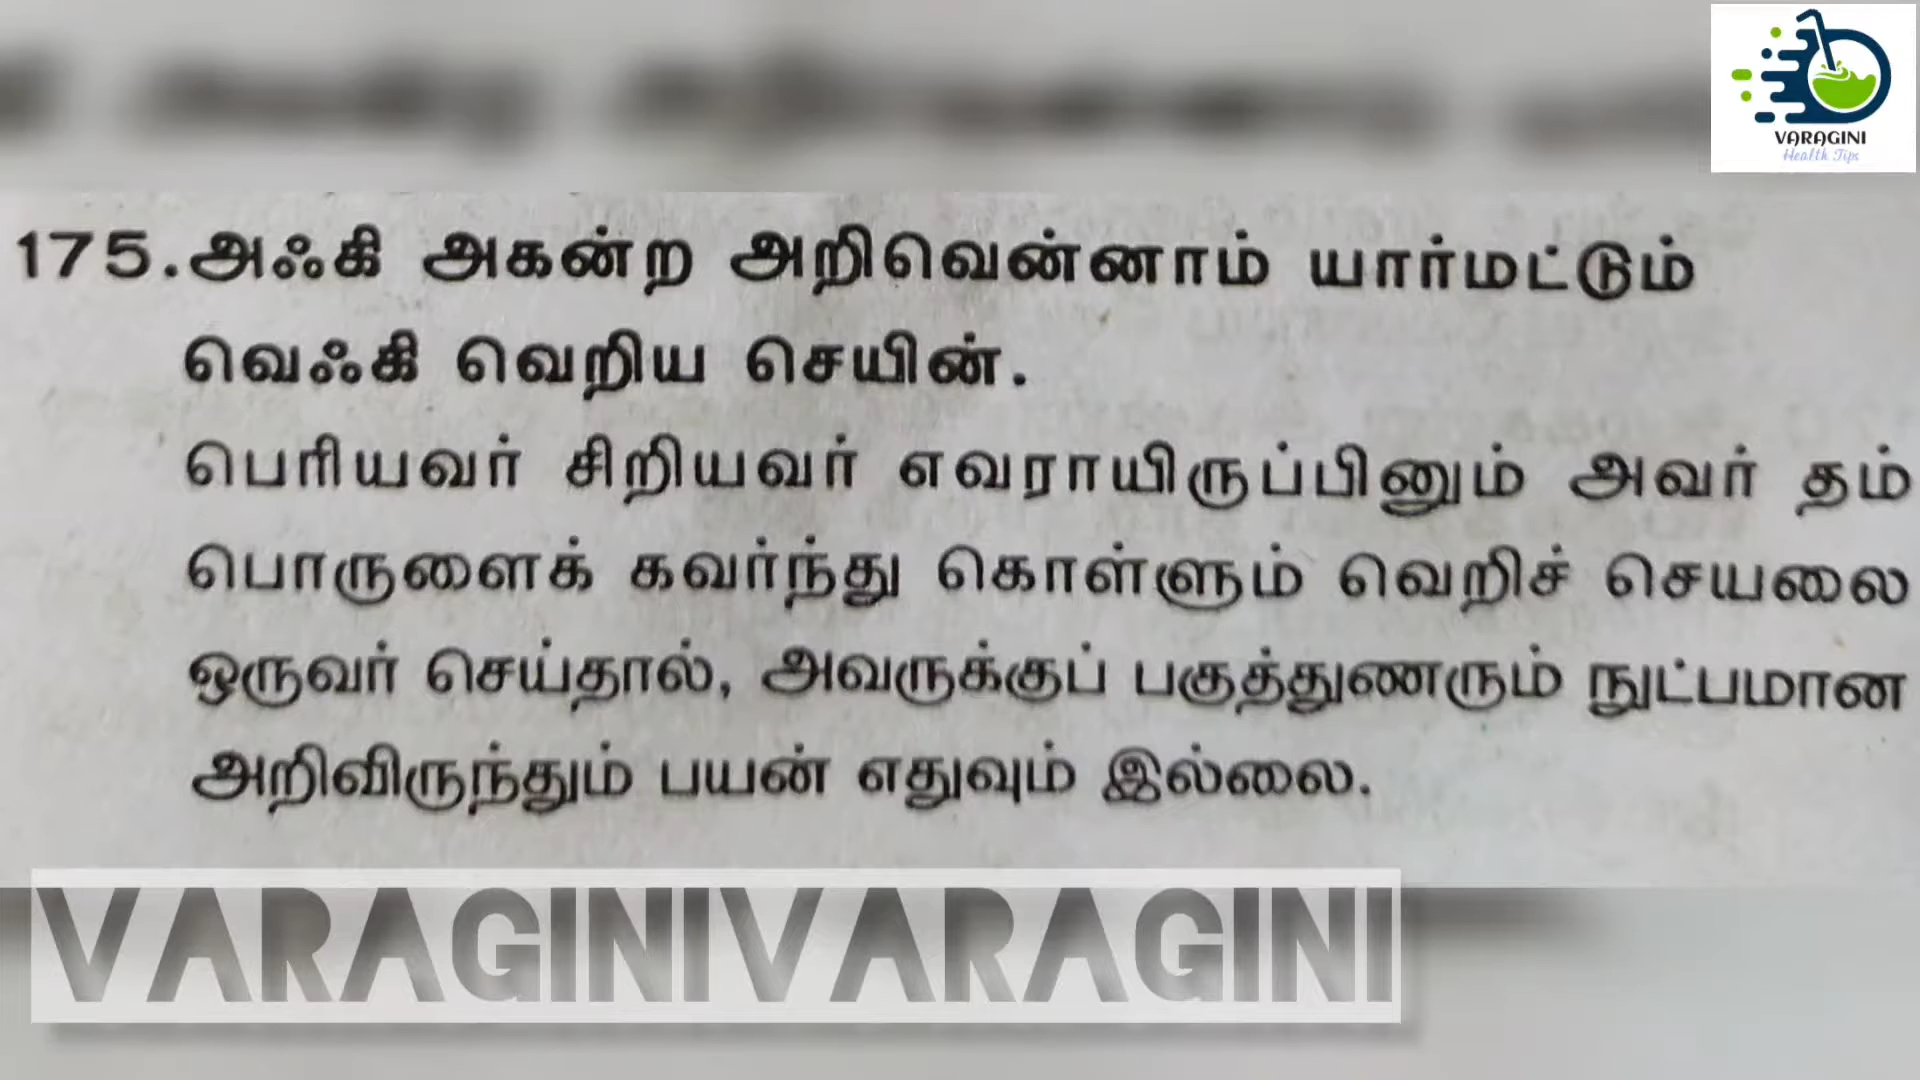 VARAGINI
Health Tips
175.அஃகி அகன்ற அறிவென்னாம் யார்மட்டும்
வெஃகி வெறிய செயின்.
பெரியவர் சிறியவர் எவராயிருப்பினும் அவர் தம்
பொருளைக் கவர்ந்து கொள்ளும் வெறிச் செயலை
ஒருவர் செய்தால், அவருக்குப் பகுத்துணரும் நுட்பமான
அறிவிருந்தும் பயன் எதுவும் இல்லை.
VARAGINIVARAGINI